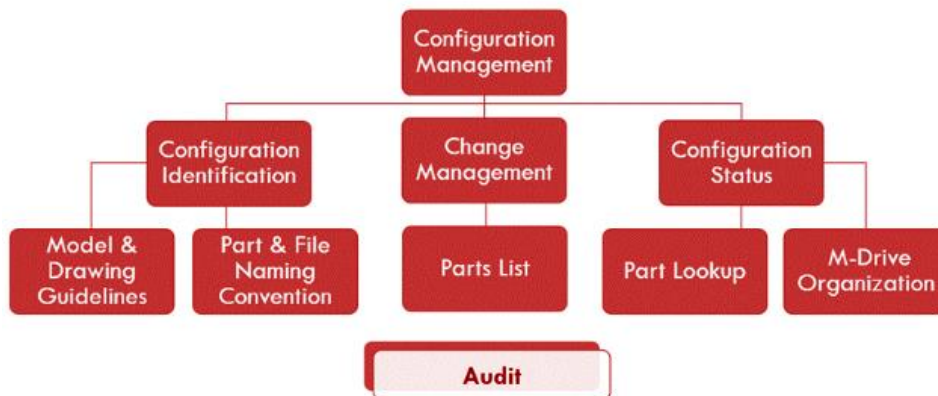 Configuration
Management
Configuration
Identification
Change
Management
Configuration
Status
Model &
Drawing
Guidelines
Part & File
Naming
Convention
Parts List
Part Lookup
M-Drive
Organization
Audit